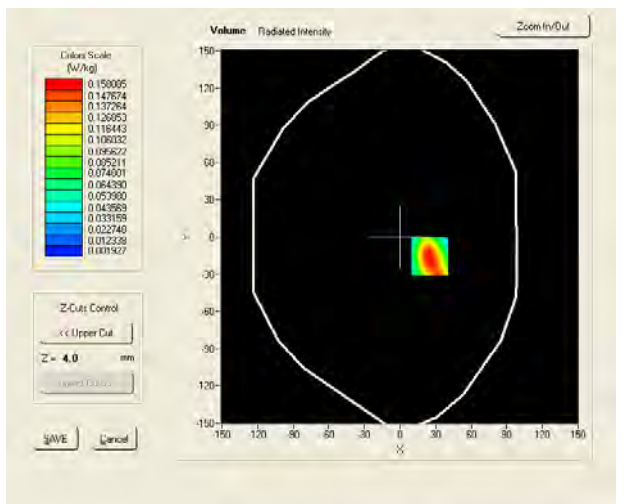 Volume Radiated Intensity
Zoom In/Out
Colors Scale
(W/kg)
0.158085
0.147674
0.137264
0.126853
0.116443
0.106032
0.095622
0.085211
0.074801
0.064390
0.053980
0.043569
0.033159
0.022748
0.012338
0.001927
Z-Cuts Control
<< Upper Cut
Z = 4.0 mm
SAVE
Cancel
150
120
90
60
30
0
-30
-60
-90
-120
-150
Y
-150 -120 -90 -60 -30 0 30 60 90 120 150
X